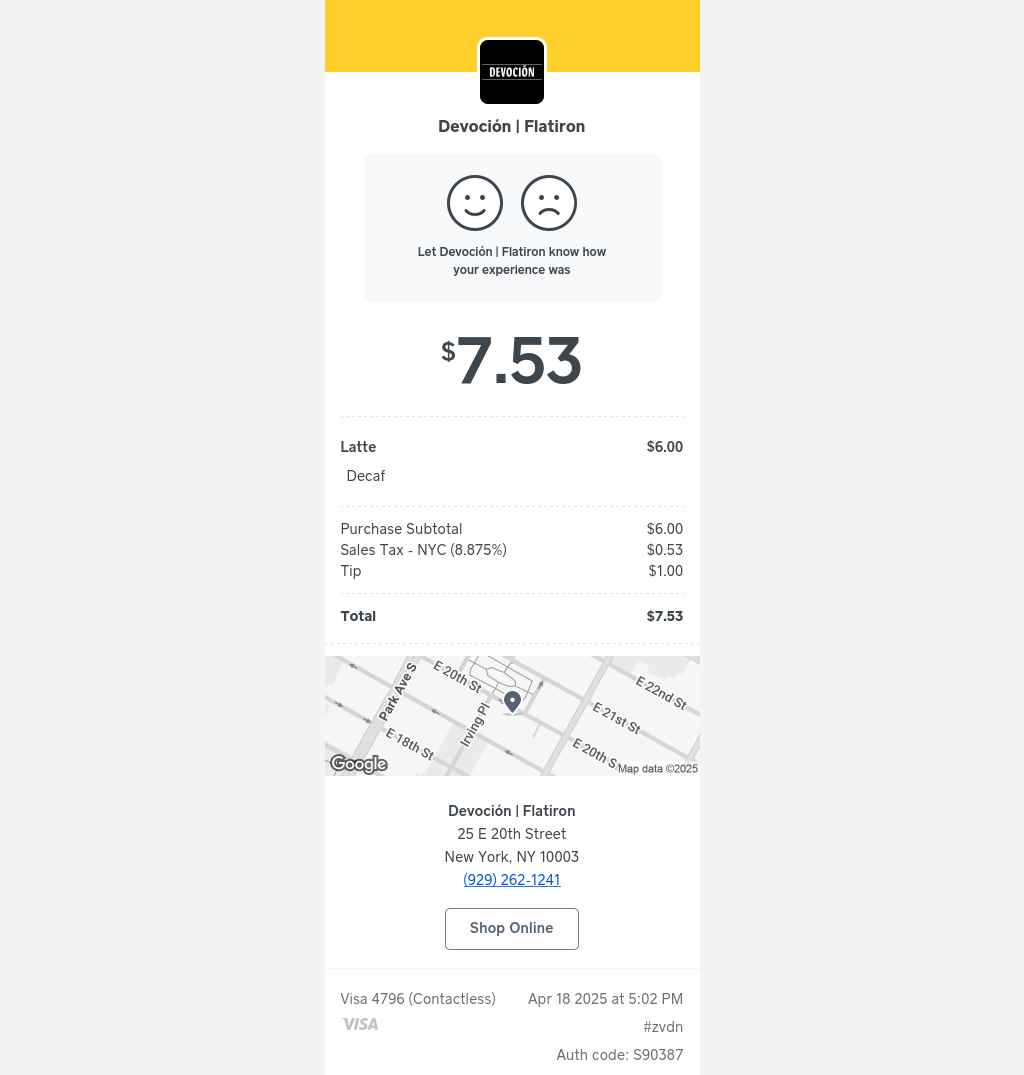 DEVOCIÓN
Devoción | Flatiron
Let Devoción | Flatiron know how
your experience was
$7.53
Latte $6.00
Decaf
Purchase Subtotal $6.00
Sales Tax - NYC (8.875%) $0.53
Tip $1.00
Total $7.53
Park Ave S
E 20th St
E 22nd St
Irving Pl
E 21st St
E 18th St
E 20th S
Google
Map data ©2025
Devoción | Flatiron
25 E 20th Street
New York, NY 10003
(929) 262-1241
Shop Online
Visa 4796 (Contactless) Apr 18 2025 at 5:02 PM
VISA #zvdn
Auth code: S90387